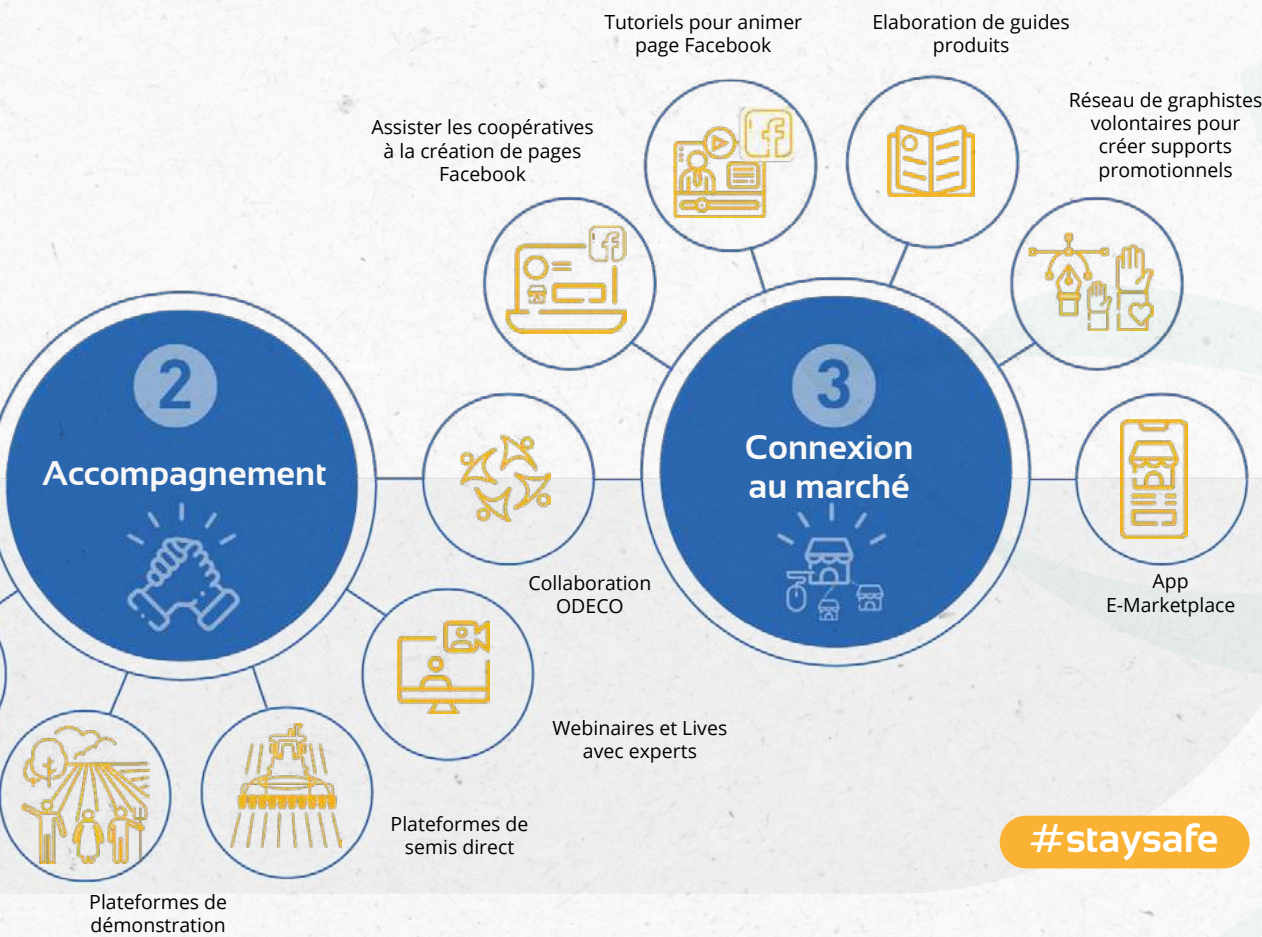 Tutoriels pour animer
page Facebook
Elaboration de guides
produits
Assister les coopératives
à la création de pages
Facebook
Réseau de graphistes
volontaires pour
créer supports
promotionnels
2
Accompagnement
3
Connexion
au marché
Collaboration
ODECO
App
E-Marketplace
Webinaires et Lives
avec experts
Plateformes de
semis direct
Plateformes de
démonstration
#staysafe